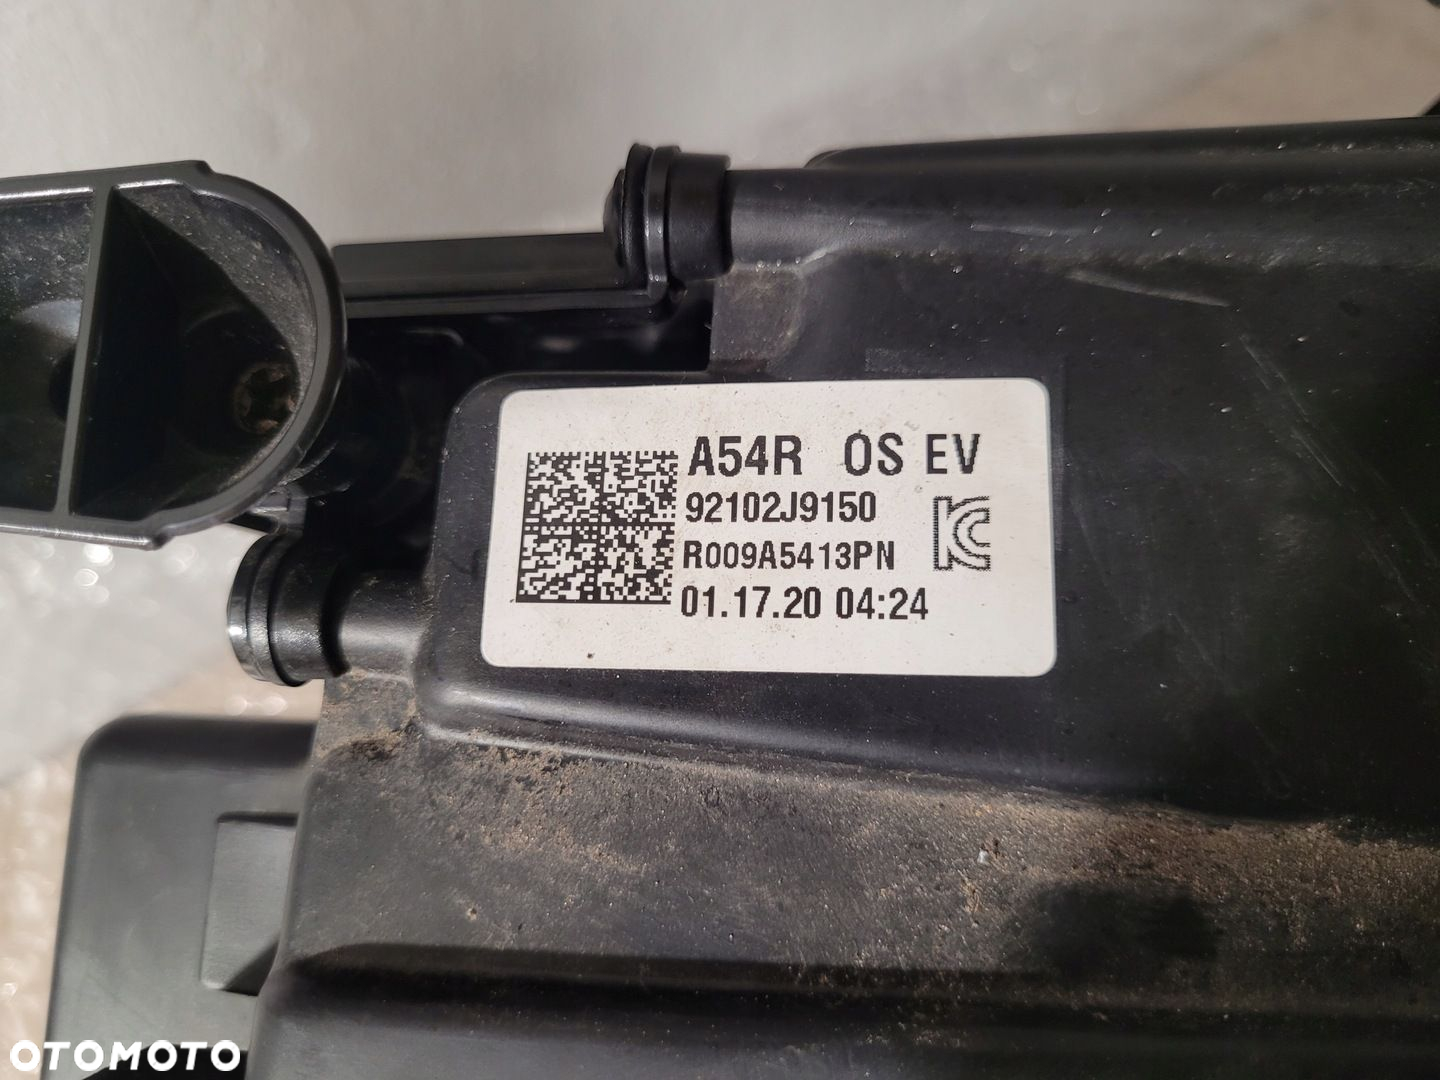 A54R OS EV
92102J9150
R009A5413PN
01.17.20 04:24
OTOMOTO